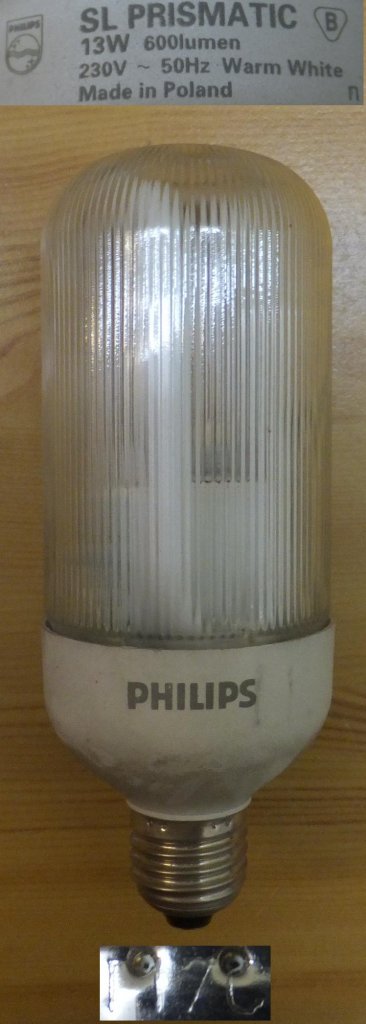 PHILIPS
SL PRISMATIC
B
13W 600lumen
230V ~ 50Hz Warm White
Made in Poland
n
PHILIPS